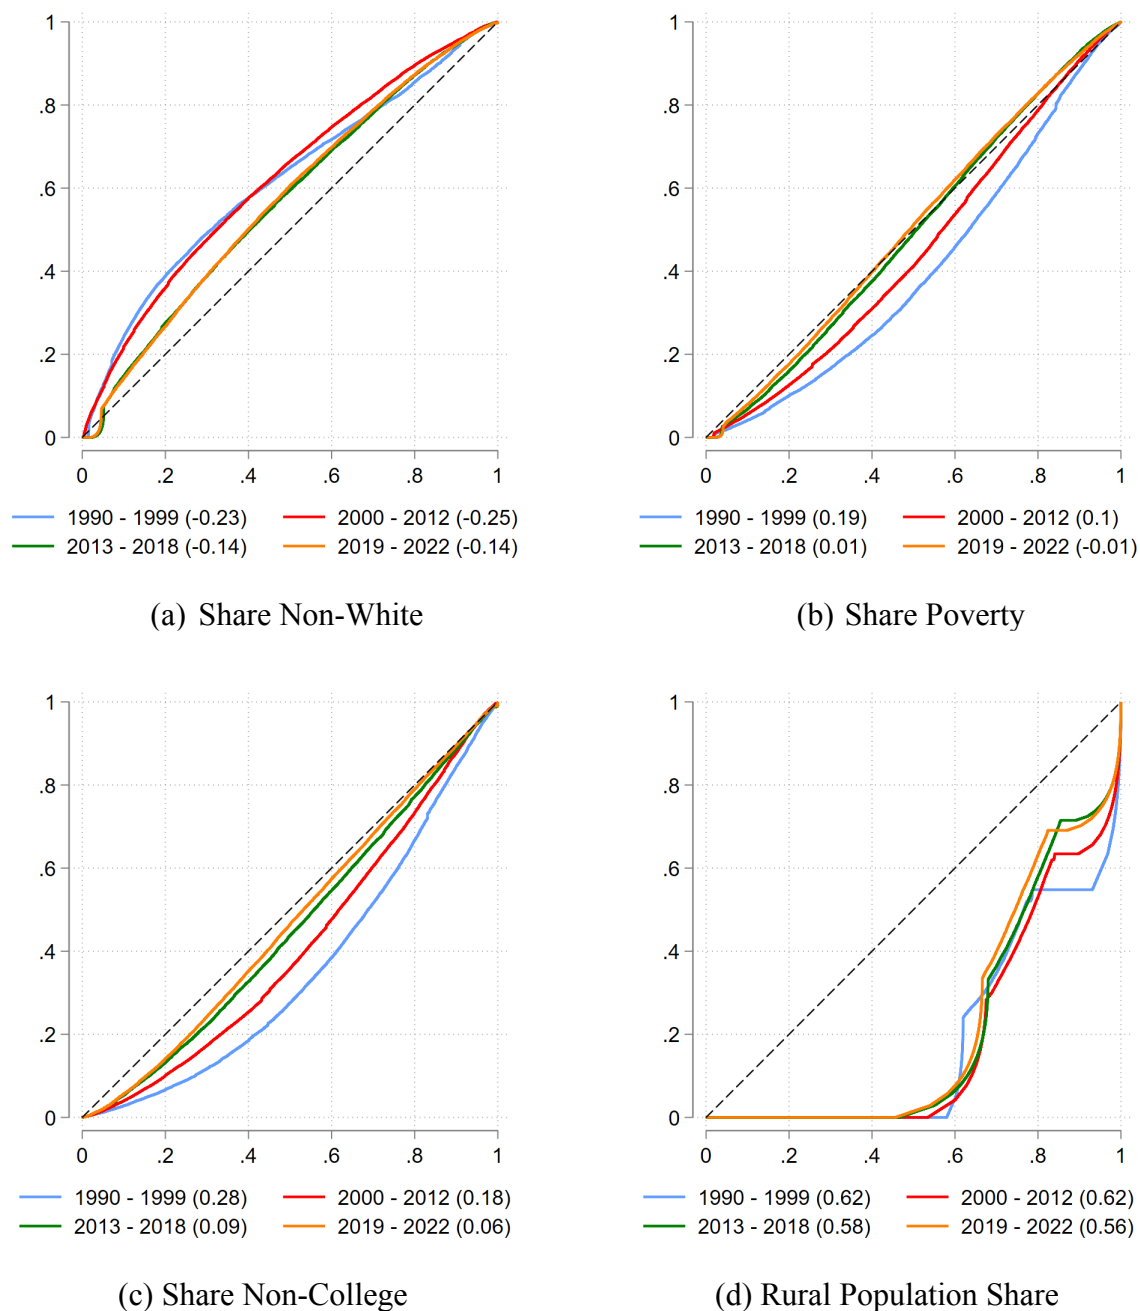 1
.8
.6
.4
.2
0
0 .2 .4 .6 .8 1
1990 - 1999 (-0.23) 2000 - 2012 (-0.25)
2013 - 2018 (-0.14) 2019 - 2022 (-0.14)
(a) Share Non-White
1
.8
.6
.4
.2
0
0 .2 .4 .6 .8 1
1990 - 1999 (0.19) 2000 - 2012 (0.1)
2013 - 2018 (0.01) 2019 - 2022 (-0.01)
(b) Share Poverty
1
.8
.6
.4
.2
0
0 .2 .4 .6 .8 1
1990 - 1999 (0.28) 2000 - 2012 (0.18)
2013 - 2018 (0.09) 2019 - 2022 (0.06)
(c) Share Non-College
1
.8
.6
.4
.2
0
0 .2 .4 .6 .8 1
1990 - 1999 (0.62) 2000 - 2012 (0.62)
2013 - 2018 (0.58) 2019 - 2022 (0.56)
(d) Rural Population Share